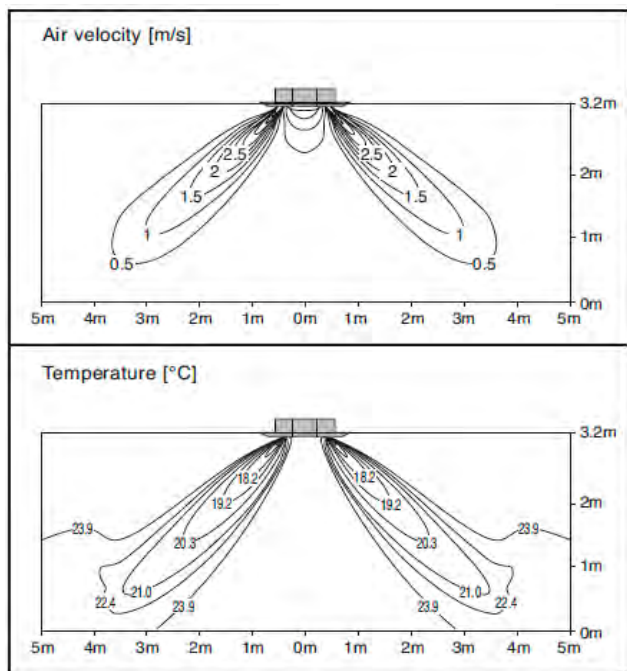 Air velocity [m/s]
3.2m
2.5 2.5
2 2 2m
1.5 1.5
1 1 1m
0.5 0.5
0m
5m 4m 3m 2m 1m 0m 1m 2m 3m 4m 5m
Temperature [°C]
3.2m
18.2 18.2
19.2 19.2 2m
23.9 23.9
20.3 20.3
1m
21.0 21.0
22.4 23.9 23.9 22.4
0m
5m 4m 3m 2m 1m 0m 1m 2m 3m 4m 5m